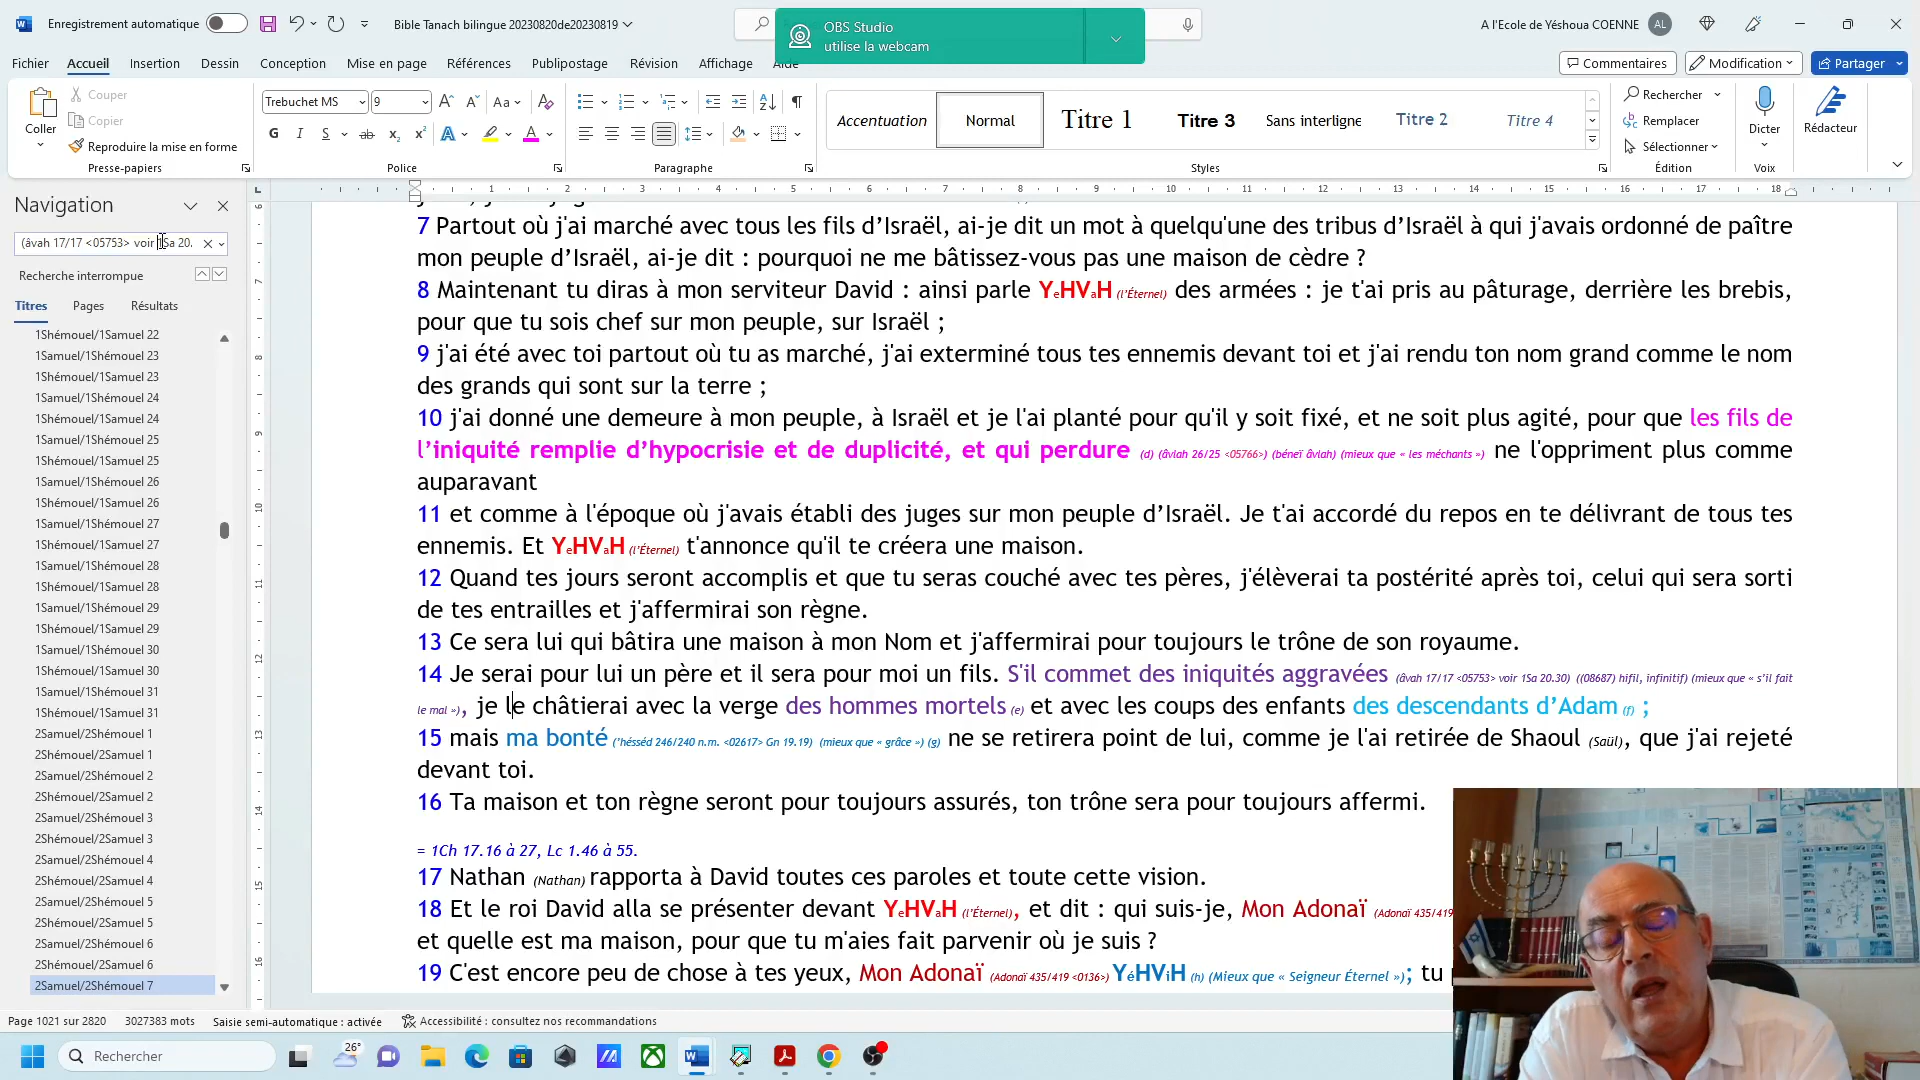 Enregistrement automatique
Bible Tanach bilingue 20230820de20230819
OBS Studio
utilise la webcam
A l'Ecole de Yéshoua COENNE
AL
Fichier Accueil Insertion Dessin Conception Mise en page Références Publipostage Révision Affichage Aide
Commentaires
Modification
Partager
Coller
Couper
Copier
Reproduire la mise en forme
Presse-papiers
Trebuchet MS
9
Police
Paragraphe
Accentuation
Normal
Titre 1
Titre 3
Sans interligne
Titre 2
Titre 4
Styles
Rechercher
Remplacer
Sélectionner
Édition
Dicter
Voix
Rédacteur
Navigation
(âvah 17/17 <05753> voir 1Sa 20.
Recherche interrompue
Titres Pages Résultats
1Shémouel/1Samuel 22
1Samuel/1Shémouel 23
1Shémouel/1Samuel 23
1Samuel/1Shémouel 24
1Shémouel/1Samuel 24
1Samuel/1Shémouel 25
1Shémouel/1Samuel 25
1Samuel/1Shémouel 26
1Shémouel/1Samuel 26
1Samuel/1Shémouel 27
1Shémouel/1Samuel 27
1Samuel/1Shémouel 28
1Shémouel/1Samuel 28
1Samuel/1Shémouel 29
1Shémouel/1Samuel 29
1Samuel/1Shémouel 30
1Shémouel/1Samuel 30
1Samuel/1Shémouel 31
1Shémouel/1Samuel 31
2Samuel/2Shémouel 1
2Shémouel/2Samuel 1
2Samuel/2Shémouel 2
2Shémouel/2Samuel 2
2Samuel/2Shémouel 3
2Shémouel/2Samuel 3
2Samuel/2Shémouel 4
2Shémouel/2Samuel 4
2Samuel/2Shémouel 5
2Shémouel/2Samuel 5
2Samuel/2Shémouel 6
2Shémouel/2Samuel 6
2Samuel/2Shémouel 7
7 Partout où j'ai marché avec tous les fils d’Israël, ai-je dit un mot à quelqu'une des tribus d’Israël à qui j'avais ordonné de paître
mon peuple d’Israël, ai-je dit : pourquoi ne me bâtissez-vous pas une maison de cèdre ?
8 Maintenant tu diras à mon serviteur David : ainsi parle YeHVaH (l’Éternel) des armées : je t'ai pris au pâturage, derrière les brebis,
pour que tu sois chef sur mon peuple, sur Israël ;
9 j'ai été avec toi partout où tu as marché, j'ai exterminé tous tes ennemis devant toi et j'ai rendu ton nom grand comme le nom
des grands qui sont sur la terre ;
10 j'ai donné une demeure à mon peuple, à Israël et je l'ai planté pour qu'il y soit fixé, et ne soit plus agité, pour que les fils de
l’iniquité remplie d’hypocrisie et de duplicité, et qui perdure (d) (âvlah 26/25 <05766>) (béneï âvlah) (mieux que « les méchants ») ne l'oppriment plus comme
auparavant
11 et comme à l'époque où j'avais établi des juges sur mon peuple d’Israël. Je t'ai accordé du repos en te délivrant de tous tes
ennemis. Et YeHVaH (l’Éternel) t'annonce qu'il te créera une maison.
12 Quand tes jours seront accomplis et que tu seras couché avec tes pères, j'élèverai ta postérité après toi, celui qui sera sorti
de tes entrailles et j'affermirai son règne.
13 Ce sera lui qui bâtira une maison à mon Nom et j'affermirai pour toujours le trône de son royaume.
14 Je serai pour lui un père et il sera pour moi un fils. S'il commet des iniquités aggravées (âvah 17/17 <05753> voir 1Sa 20.30) ((08687) hifil, infinitif) (mieux que « s’il fait
le mal »), je le châtierai avec la verge des hommes mortels (e) et avec les coups des enfants des descendants d’Adam (f) ;
15 mais ma bonté (’hésséd 246/240 n.m. <02617> Gn 19.19) (mieux que « grâce ») (g) ne se retirera point de lui, comme je l'ai retirée de Shaoul (Saül), que j'ai rejeté
devant toi.
16 Ta maison et ton règne seront pour toujours assurés, ton trône sera pour toujours affermi.
= 1Ch 17.16 à 27, Lc 1.46 à 55.
17 Nathan (Nathan) rapporta à David toutes ces paroles et toute cette vision.
18 Et le roi David alla se présenter devant YeHVaH (l’Éternel), et dit : qui suis-je, Mon Adonaï (Adonaï 435/419
et quelle est ma maison, pour que tu m'aies fait parvenir où je suis ?
19 C'est encore peu de chose à tes yeux, Mon Adonaï (Adonaï 435/419 <0136>) YéHViH (h) (Mieux que « Seigneur Éternel »); tu
Page 1021 sur 2820 3027383 mots Saisie semi-automatique : activée Accessibilité : consultez nos recommandations
Rechercher
26°